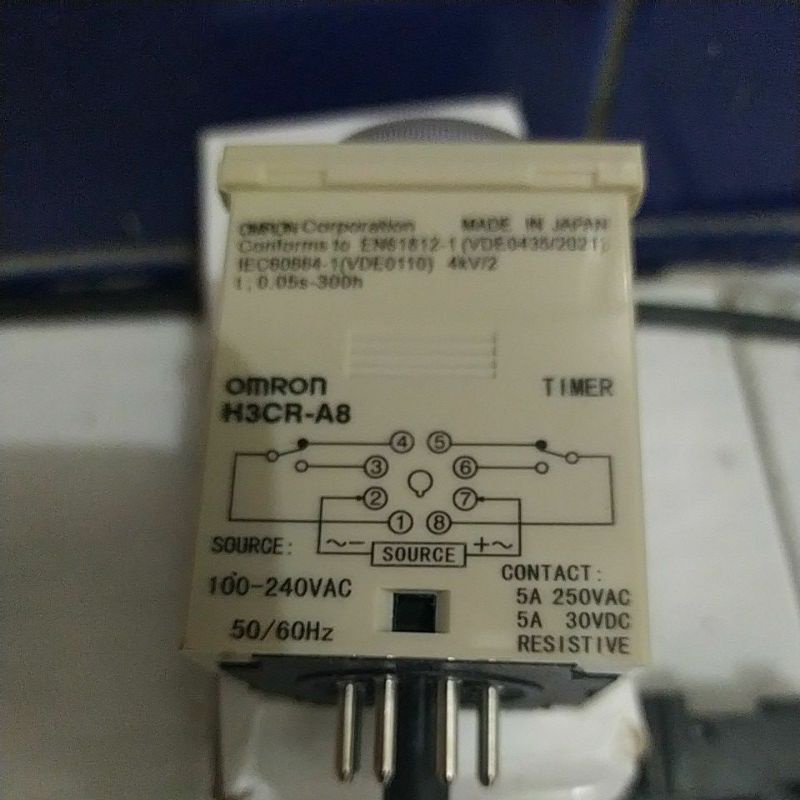 OMRON Corporation MADE IN JAPAN
Conforms to EN61812-1 (VDE0435/2021),
IEC60664-1(VDE0110) 4kV/2
t : 0.05s-300h
OMRON TIMER
H3CR-A8
④ ⑤
③ ⑥
② ⑦
① ⑧
SOURCE: ~− SOURCE +~
100-240VAC
50/60Hz
CONTACT:
5A 250VAC
5A 30VDC
RESISTIVE